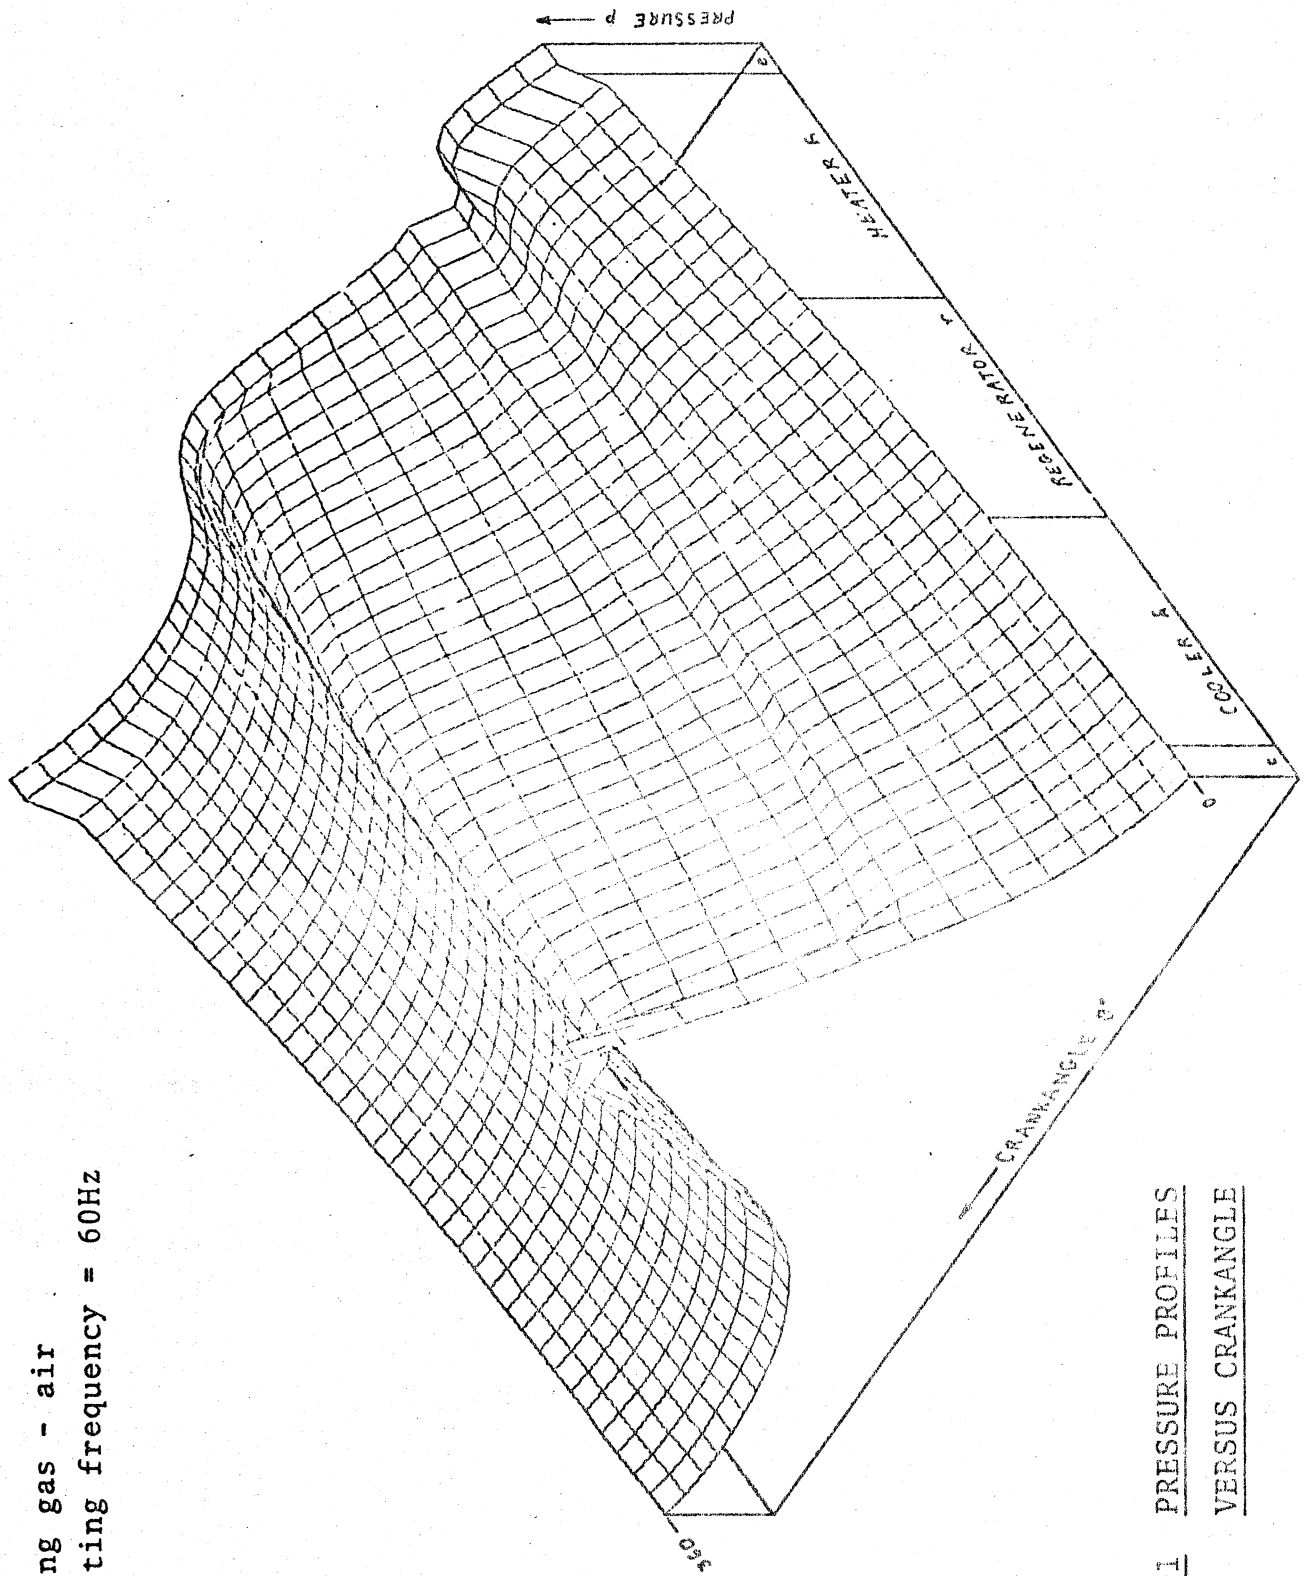 ng gas - air
ting frequency = 60Hz
PRESSURE p
e
HEATER h
REGENERATOR r
COOLER k
c
0
CRANKANGLE θ°
360
1 PRESSURE PROFILES
VERSUS CRANKANGLE